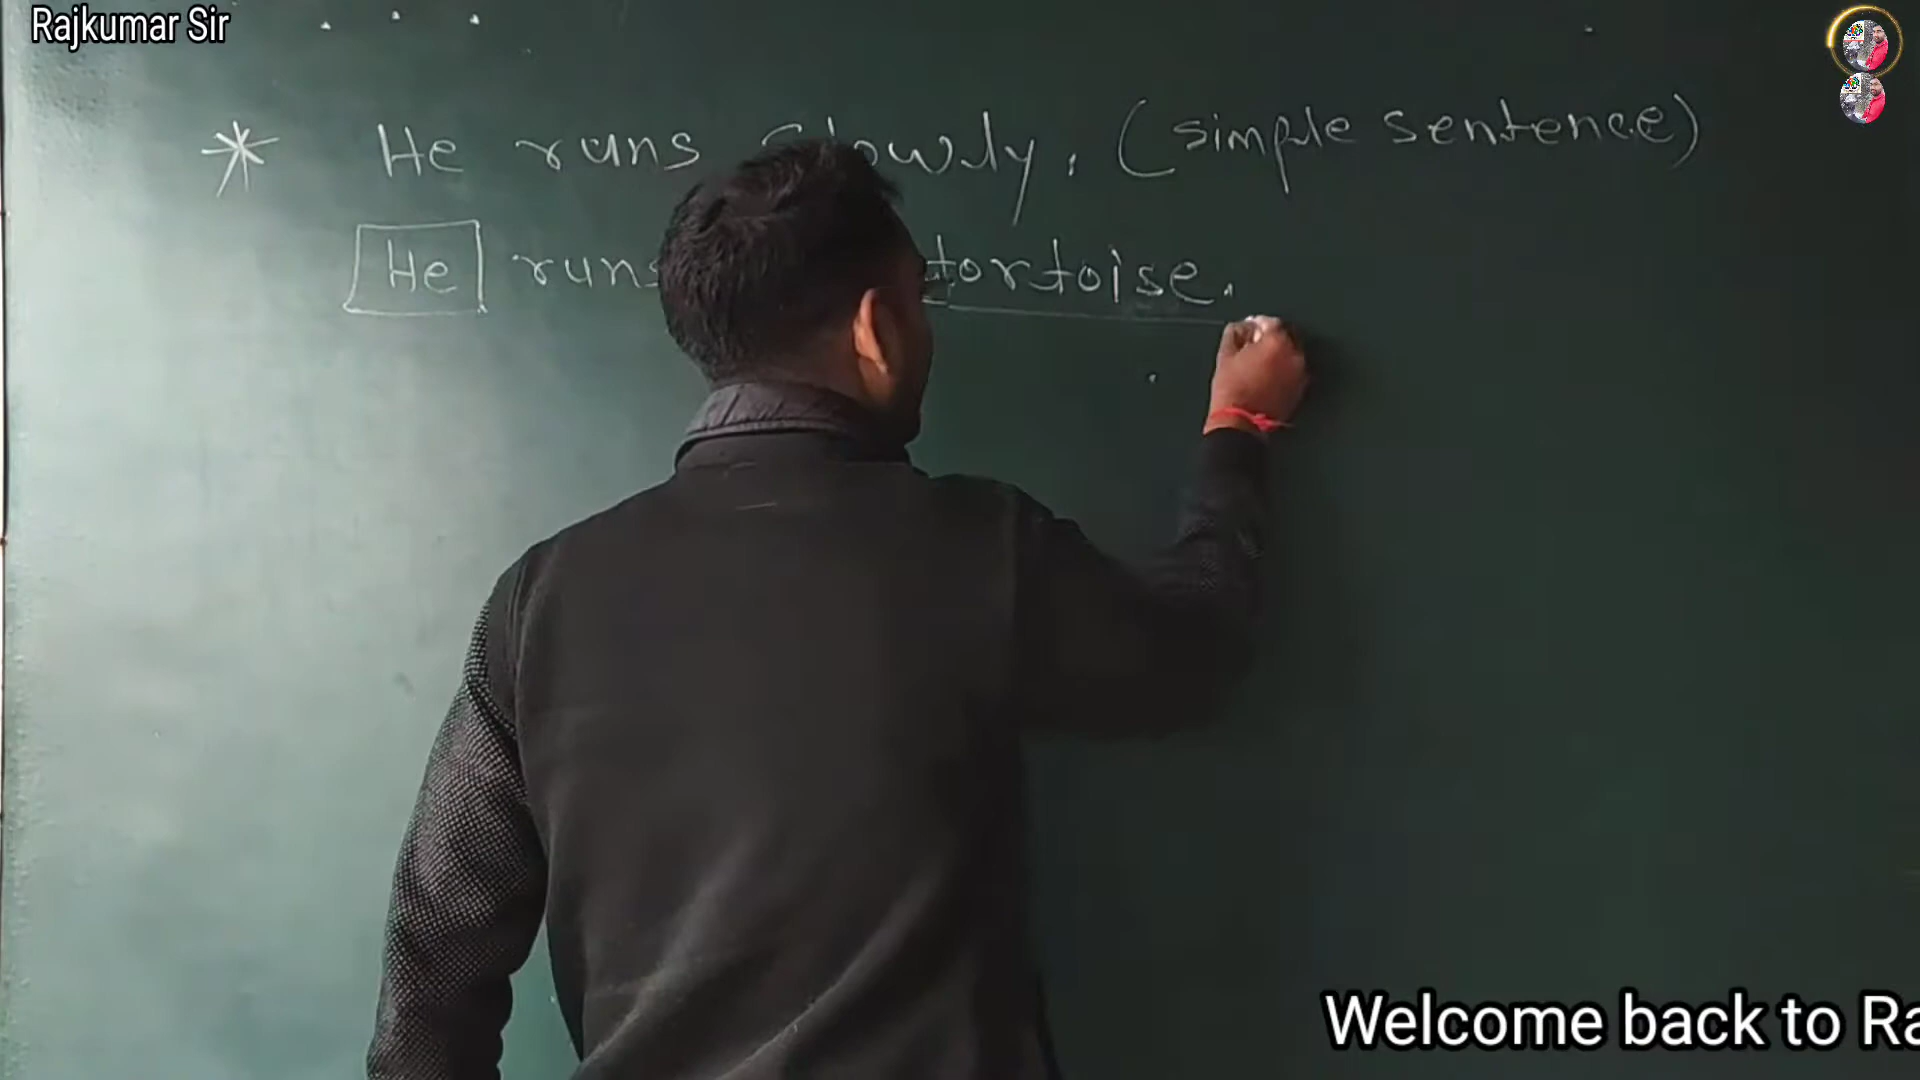 Rajkumar Sir
* He runs slowly. (simple sentence)
He runs tortoise.
Welcome back to Ra